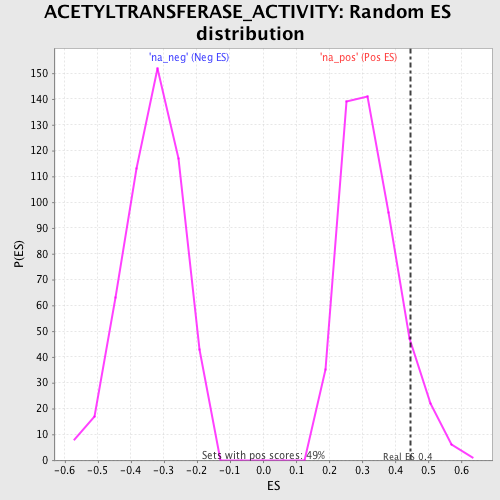 ACETYLTRANSFERASE_ACTIVITY: Random ES
distribution
'na_neg' (Neg ES)
'na_pos' (Pos ES)
150
140
130
120
110
100
90
80
70
60
50
40
30
20
10
0
P(ES)
Sets with pos scores: 49%
Real ES 0.4
-0.6 -0.5 -0.4 -0.3 -0.2 -0.1 0.0 0.1 0.2 0.3 0.4 0.5 0.6
ES